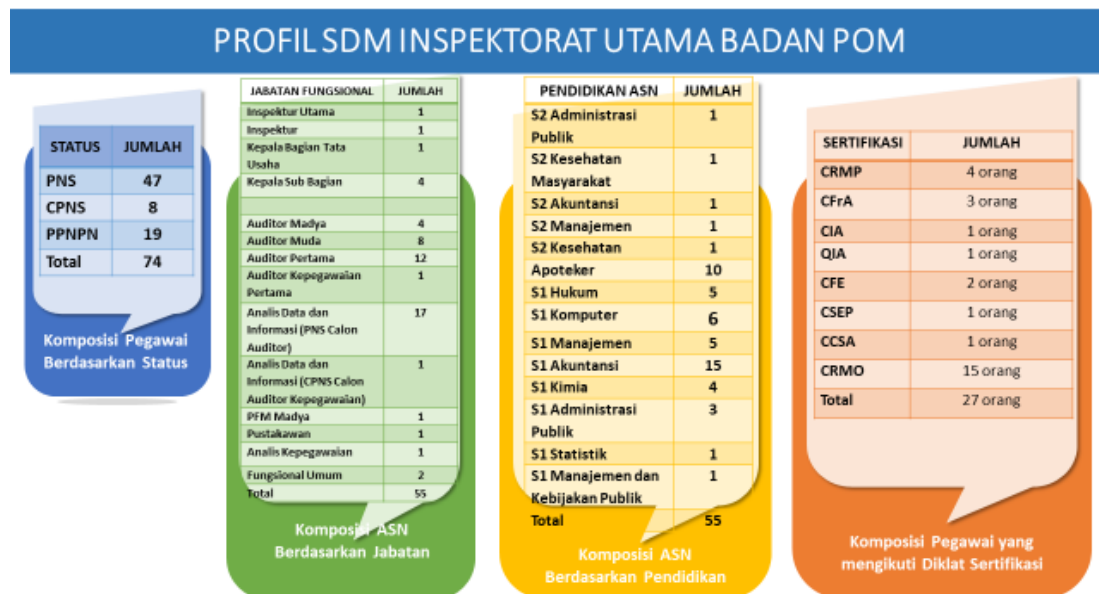 PROFIL SDM INSPEKTORAT UTAMA BADAN POM
STATUS JUMLAH
PNS 47
CPNS 8
PPNPN 19
Total 74
Komposisi Pegawai
Berdasarkan Status
JABATAN FUNGSIONAL JUMLAH
Inspektur Utama 1
Inspektur 1
Kepala Bagian Tata 1
Usaha
Kepala Sub Bagian 4
Auditor Madya 4
Auditor Muda 8
Auditor Pertama 12
Auditor Kepegawaian 1
Pertama
Analis Data dan 17
Informasi (PNS Calon
Auditor)
Analis Data dan 1
Informasi (CPNS Calon
Auditor Kepegawaian)
PFM Madya 1
Pustakawan 1
Analis Kepegawaian 1
Fungsional Umum 2
Total 55
Komposisi ASN
Berdasarkan Jabatan
PENDIDIKAN ASN JUMLAH
S2 Administrasi 1
Publik
S2 Kesehatan 1
Masyarakat
S2 Akuntansi 1
S2 Manajemen 1
S2 Kesehatan 1
Apoteker 10
S1 Hukum 5
S1 Komputer 6
S1 Manajemen 5
S1 Akuntansi 15
S1 Kimia 4
S1 Administrasi 3
Publik
S1 Statistik 1
S1 Manajemen dan 1
Kebijakan Publik
Total 55
Komposisi ASN
Berdasarkan Pendidikan
SERTIFIKASI JUMLAH
CRMP 4 orang
CFrA 3 orang
CIA 1 orang
QIA 1 orang
CFE 2 orang
CSEP 1 orang
CCSA 1 orang
CRMO 15 orang
Total 27 orang
Komposisi Pegawai yang
mengikuti Diklat Sertifikasi